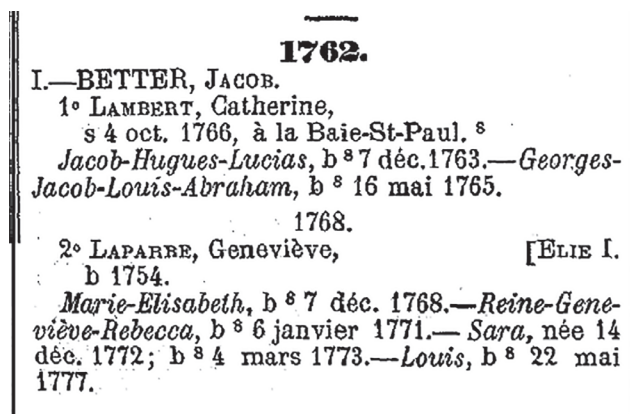 1762.
I.—BETTER, JACOB.
1º LAMBERT, Catherine,
s 4 oct. 1766, à la Baie-St-Paul. ⁸
Jacob-Hugues-Lucias, b ⁸ 7 déc. 1763.—Georges-
Jacob-Louis-Abraham, b ⁸ 16 mai 1765.
1768.
2º LAPARRE, Geneviève, [ELIE I.
b 1754.
Marie-Elisabeth, b ⁸ 7 déc. 1768.—Reine-Gene-
viève-Rebecca, b ⁸ 6 janvier 1771.— Sara, née 14
déc. 1772; b ⁸ 4 mars 1773.—Louis, b ⁸ 22 mai
1777.